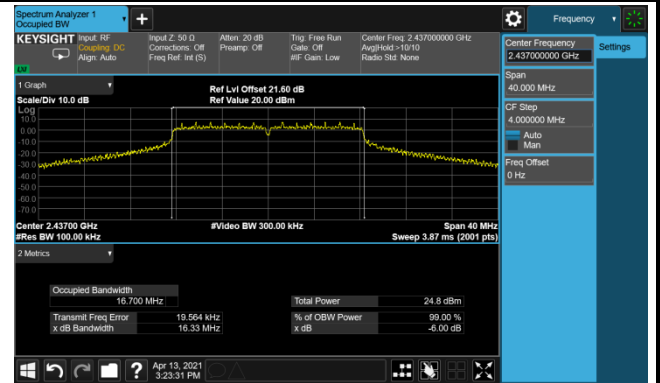 Spectrum Analyzer 1
Occupied BW
Frequency
KEYSIGHT
Input: RF
Coupling: DC
Align: Auto
Input Z: 50 Ω
Corrections: Off
Freq Ref: Int (S)
Atten: 20 dB
Preamp: Off
Trig: Free Run
Gate: Off
#IF Gain: Low
Center Freq: 2.437000000 GHz
Avg|Hold:>10/10
Radio Std: None
LXI
1 Graph
Scale/Div 10.0 dB
Ref Lvl Offset 21.60 dB
Ref Value 20.00 dBm
Log
10.0
0.00
-10.0
-20.0
-30.0
-40.0
-50.0
-60.0
-70.0
Center 2.43700 GHz
#Res BW 100.00 kHz
#Video BW 300.00 kHz
Span 40 MHz
Sweep 3.87 ms (2001 pts)
2 Metrics
Occupied Bandwidth
16.700 MHz
Total Power 24.8 dBm
Transmit Freq Error 19.564 kHz
% of OBW Power 99.00 %
x dB Bandwidth 16.33 MHz
x dB -6.00 dB
Center Frequency
2.437000000 GHz
Settings
Span
40.000 MHz
CF Step
4.000000 MHz
Auto
Man
Freq Offset
0 Hz
?
Apr 13, 2021
3:23:31 PM